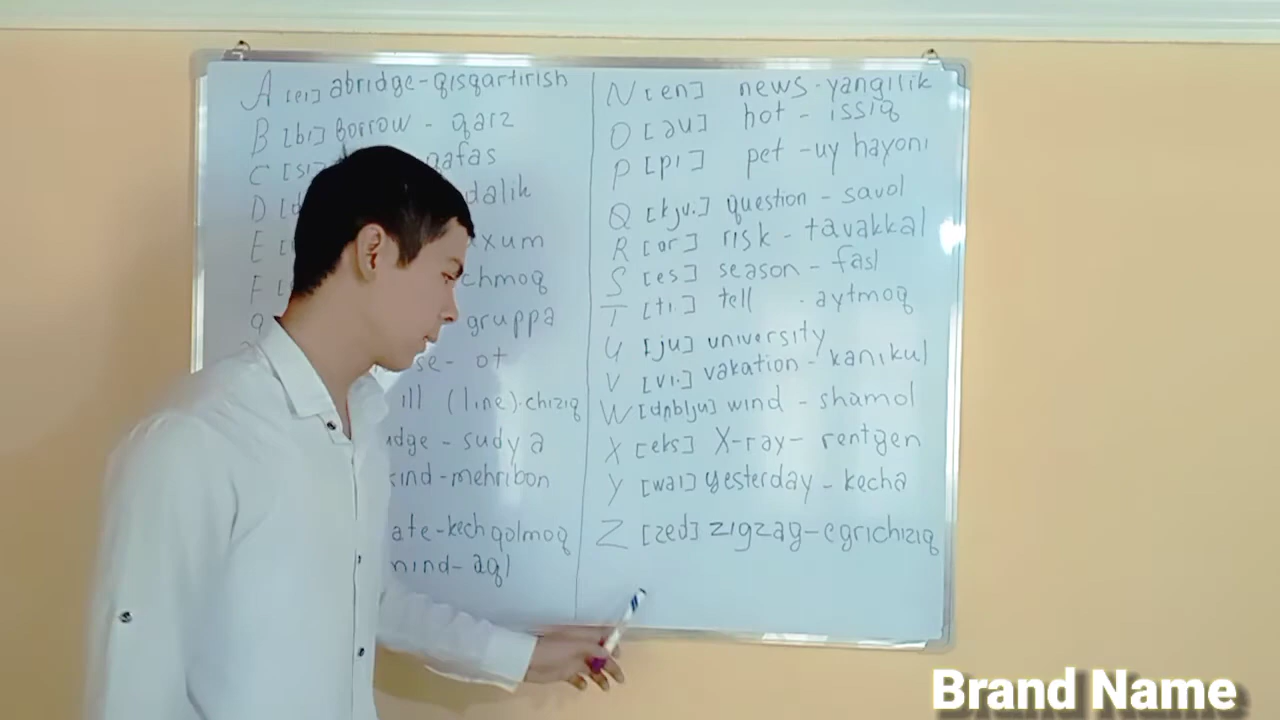 A [ei] abridge - qisqartirish
B [bi] Borrow - qarz
C [si qafas
D [d dalik
E [ xum
F [ chmoq
g gruppa
se - ot
ill (line).chiziq
udge - sudya
kind - mehribon
ate - kech qolmoq
mind - aql
N [en] news - yangilik
O [əu] hot - issiq
P [pi] pet - uy hayoni
Q [kju.] question - savol
R [ar] risk - tavakkal
S [es] season - fasl
T [ti.] tell . aytmoq
U [ju] university
V [vi.] vakation - kanikul
W [dʌblju] wind - shamol
X [eks] X-ray - rentgen
Y [wai] yesterday - kecha
Z [zed] zigzag - egrichiziq
Brand Name